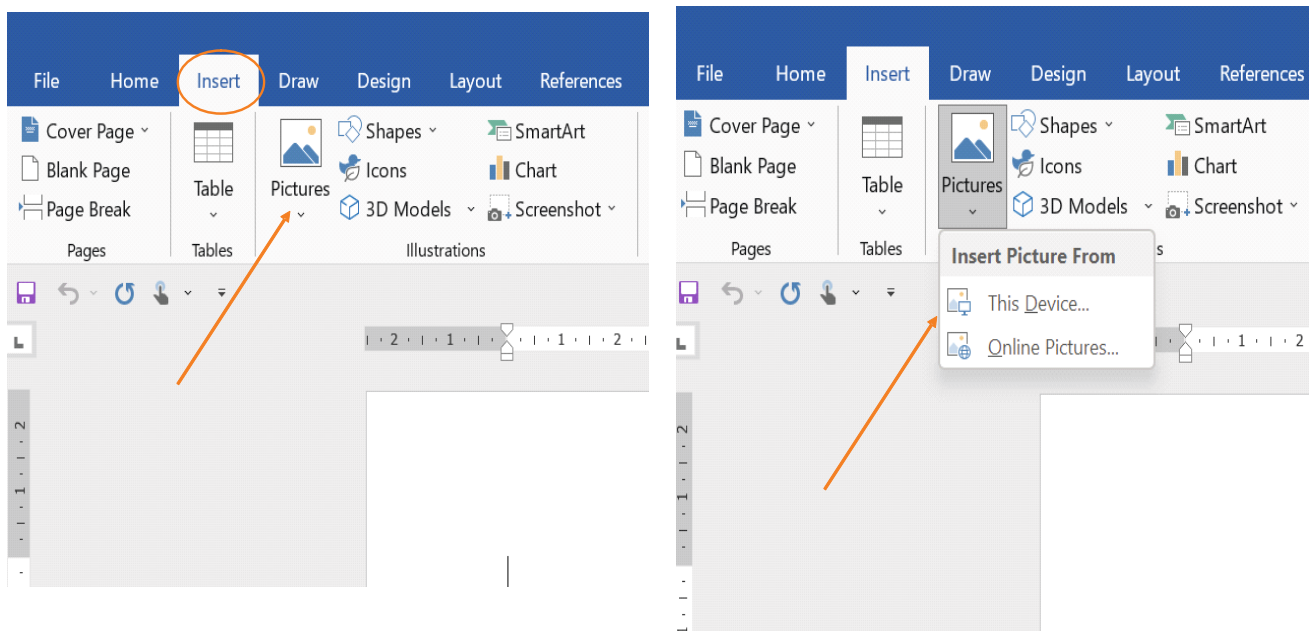 File Home Insert Draw Design Layout References
Cover Page Shapes SmartArt
Blank Page Icons Chart
Table Pictures
Page Break 3D Models Screenshot
Pages Tables Illustrations
L
2 1 1 2
2
1
File Home Insert Draw Design Layout References
Cover Page Shapes SmartArt
Blank Page Icons Chart
Table Pictures
Page Break 3D Models Screenshot
Pages Tables s
Insert Picture From
This Device...
Online Pictures...
L
1 2
2
1
1